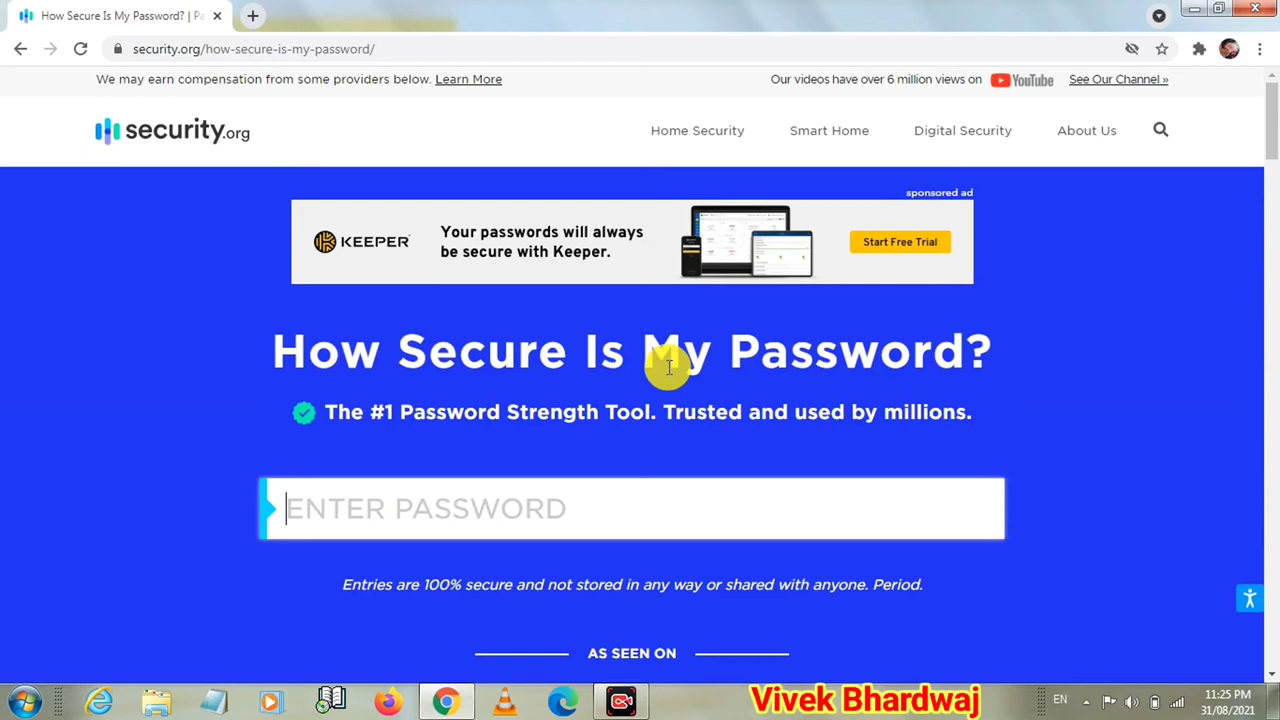 How Secure Is My Password? | Pa
security.org/how-secure-is-my-password/
We may earn compensation from some providers below. Learn More
Our videos have over 6 million views on YouTube See Our Channel »
security.org
Home Security Smart Home Digital Security About Us
sponsored ad
KEEPER
Your passwords will always
be secure with Keeper.
Start Free Trial
How Secure Is My Password?
The #1 Password Strength Tool. Trusted and used by millions.
ENTER PASSWORD
Entries are 100% secure and not stored in any way or shared with anyone. Period.
AS SEEN ON
Vivek Bhardwaj
EN
11:25 PM
31/08/2021